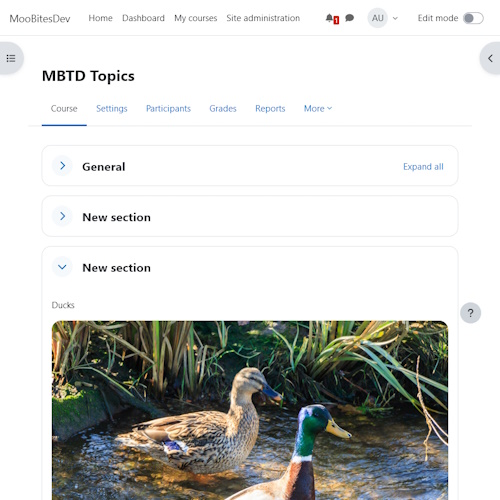 MooBitesDev Home Dashboard My courses Site administration 1 AU Edit mode
MBTD Topics
Course Settings Participants Grades Reports More
General Expand all
New section
New section
Ducks
?